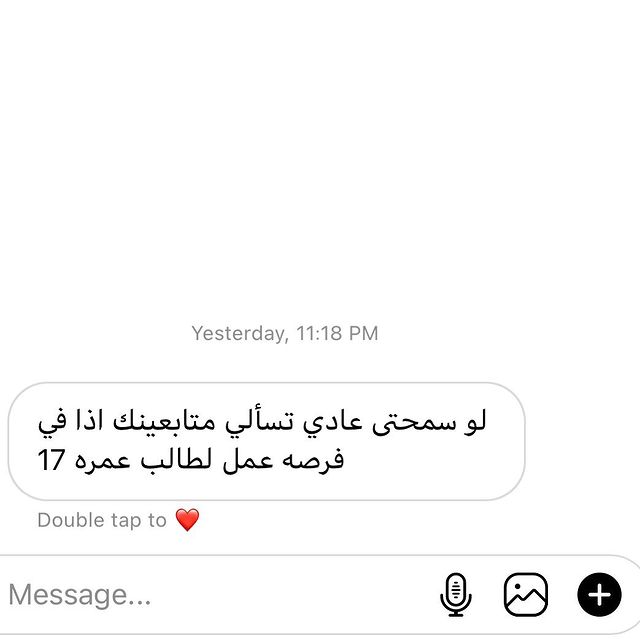 Yesterday, 11:18 PM
لو سمحتى عادي تسألي متابعينك اذا في
فرصه عمل لطالب عمره 17
Double tap to ❤️
Message...